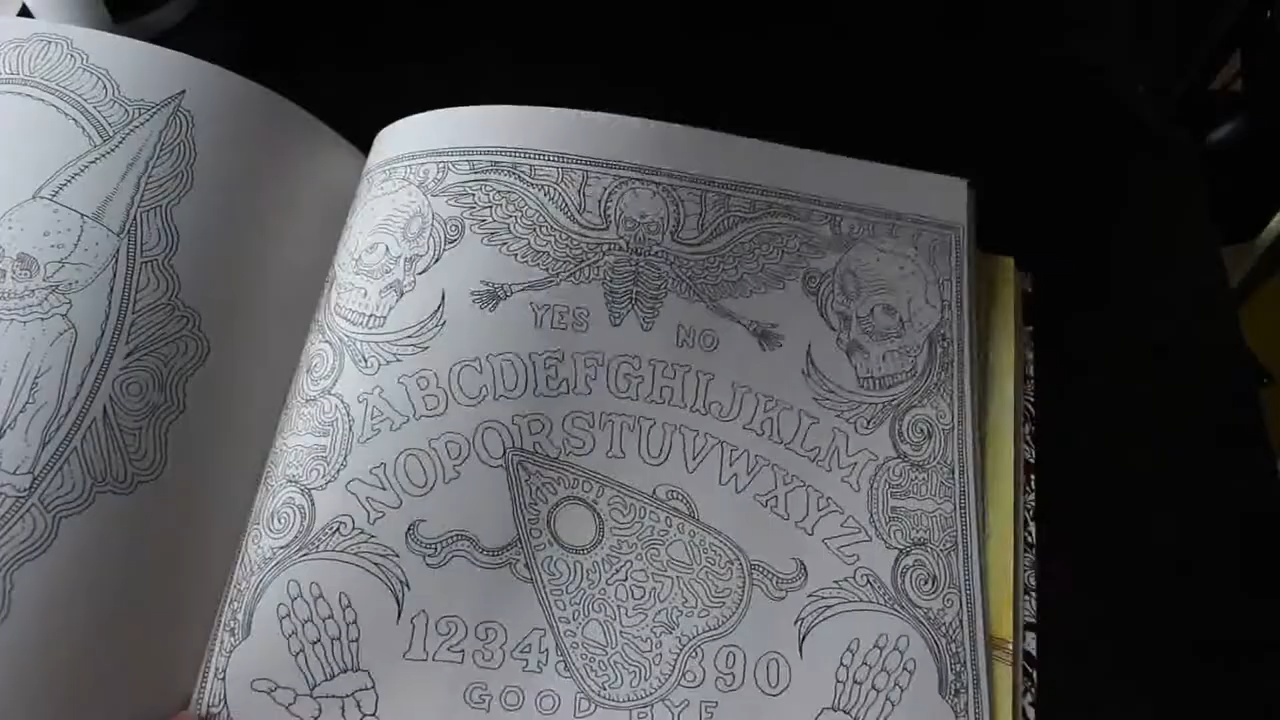 YES
NO
ABCDEFGHIJKLM
NOPQRSTUVWXYZ
1234 890
GOOD BYE